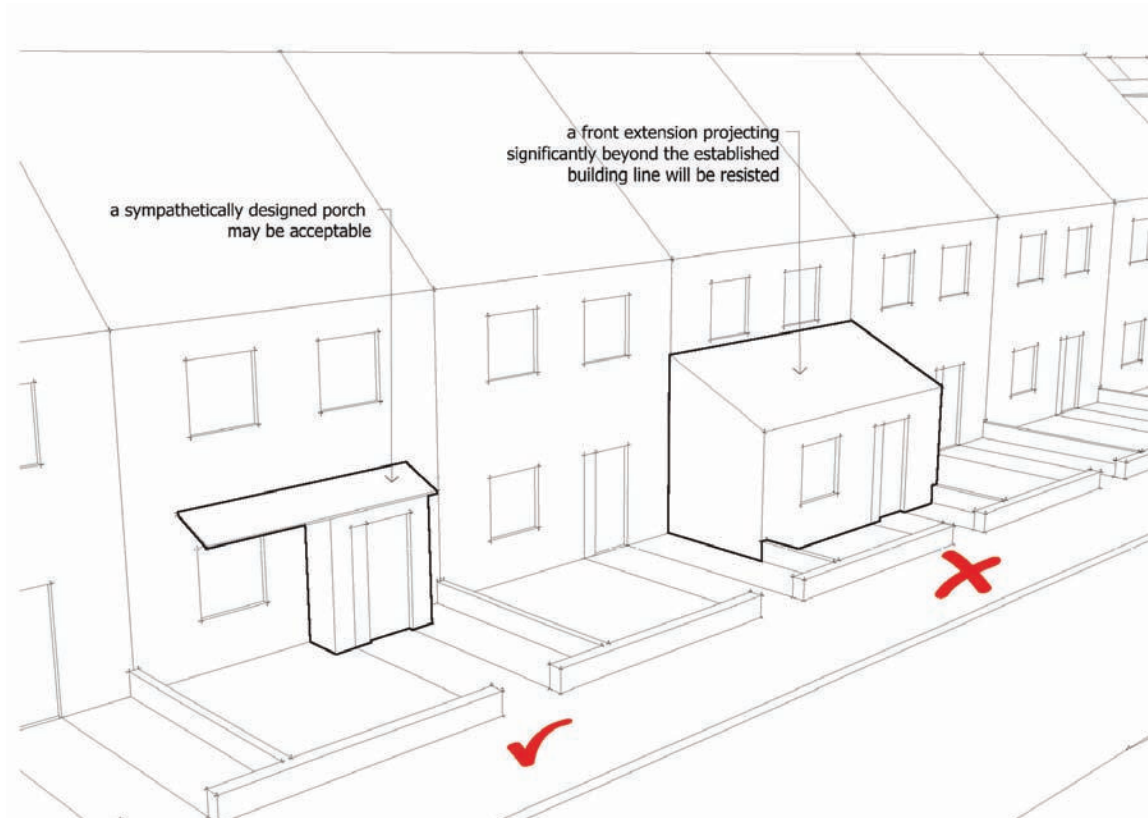 a front extension projecting
significantly beyond the established
building line will be resisted
a sympathetically designed porch
may be acceptable